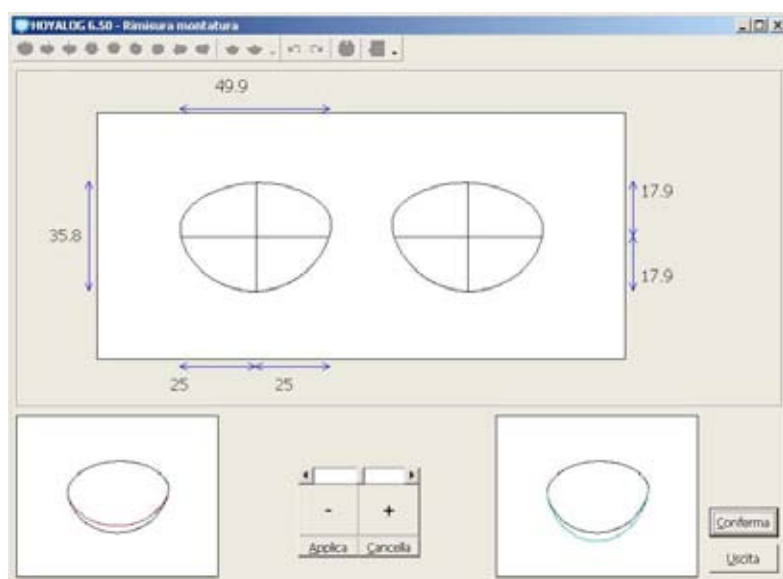 HOYALOG 6.50 - Rimisura montatura
49.9
35.8
17.9
17.9
25
25
-
+
Applica
Cancella
Conferma
Uscita